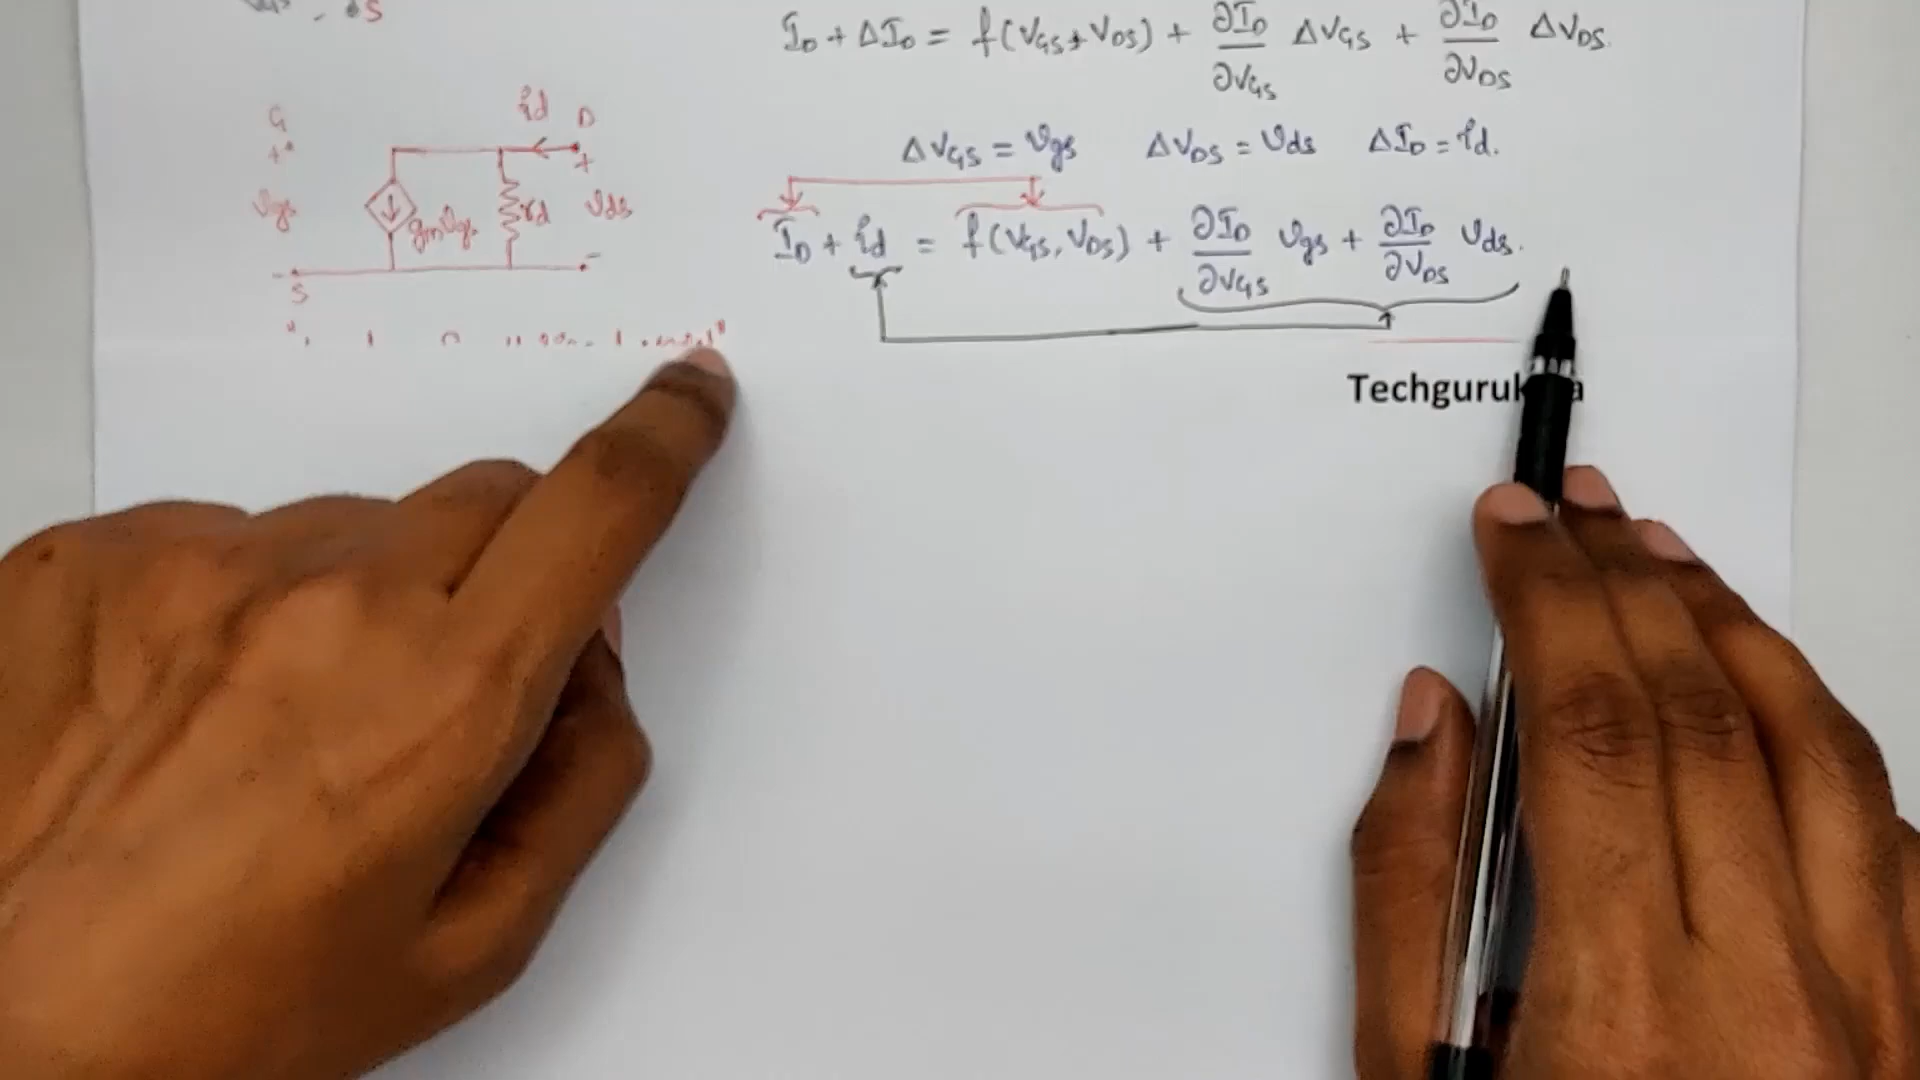 I_D + ΔI_D = f(V_GS, V_DS) + ∂I_D/∂V_GS ΔV_GS + ∂I_D/∂V_DS ΔV_DS.
ΔV_GS = v_gs ΔV_DS = v_ds ΔI_D = i_d.
I_D + i_d = f(V_GS, V_DS) + ∂I_D/∂V_GS v_gs + ∂I_D/∂V_DS v_ds.
G i_d D
+ +
v_gs g_m v_gs r_d v_ds
- -
S
Techguruk a